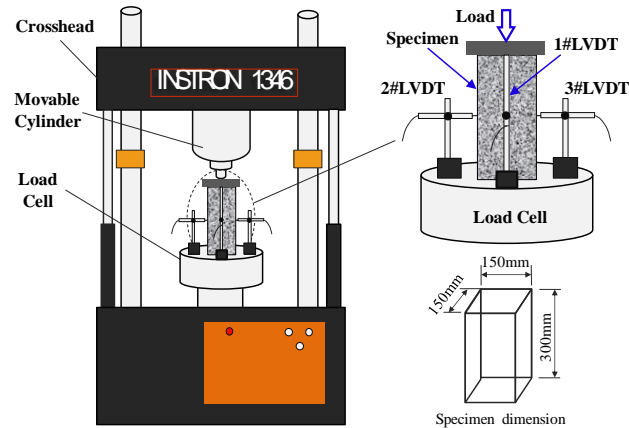 Crosshead
INSTRON 1346
Movable
Cylinder
Load
Cell
Load
Specimen
1#LVDT
2#LVDT
3#LVDT
Load Cell
150mm
150mm
300mm
Specimen dimension